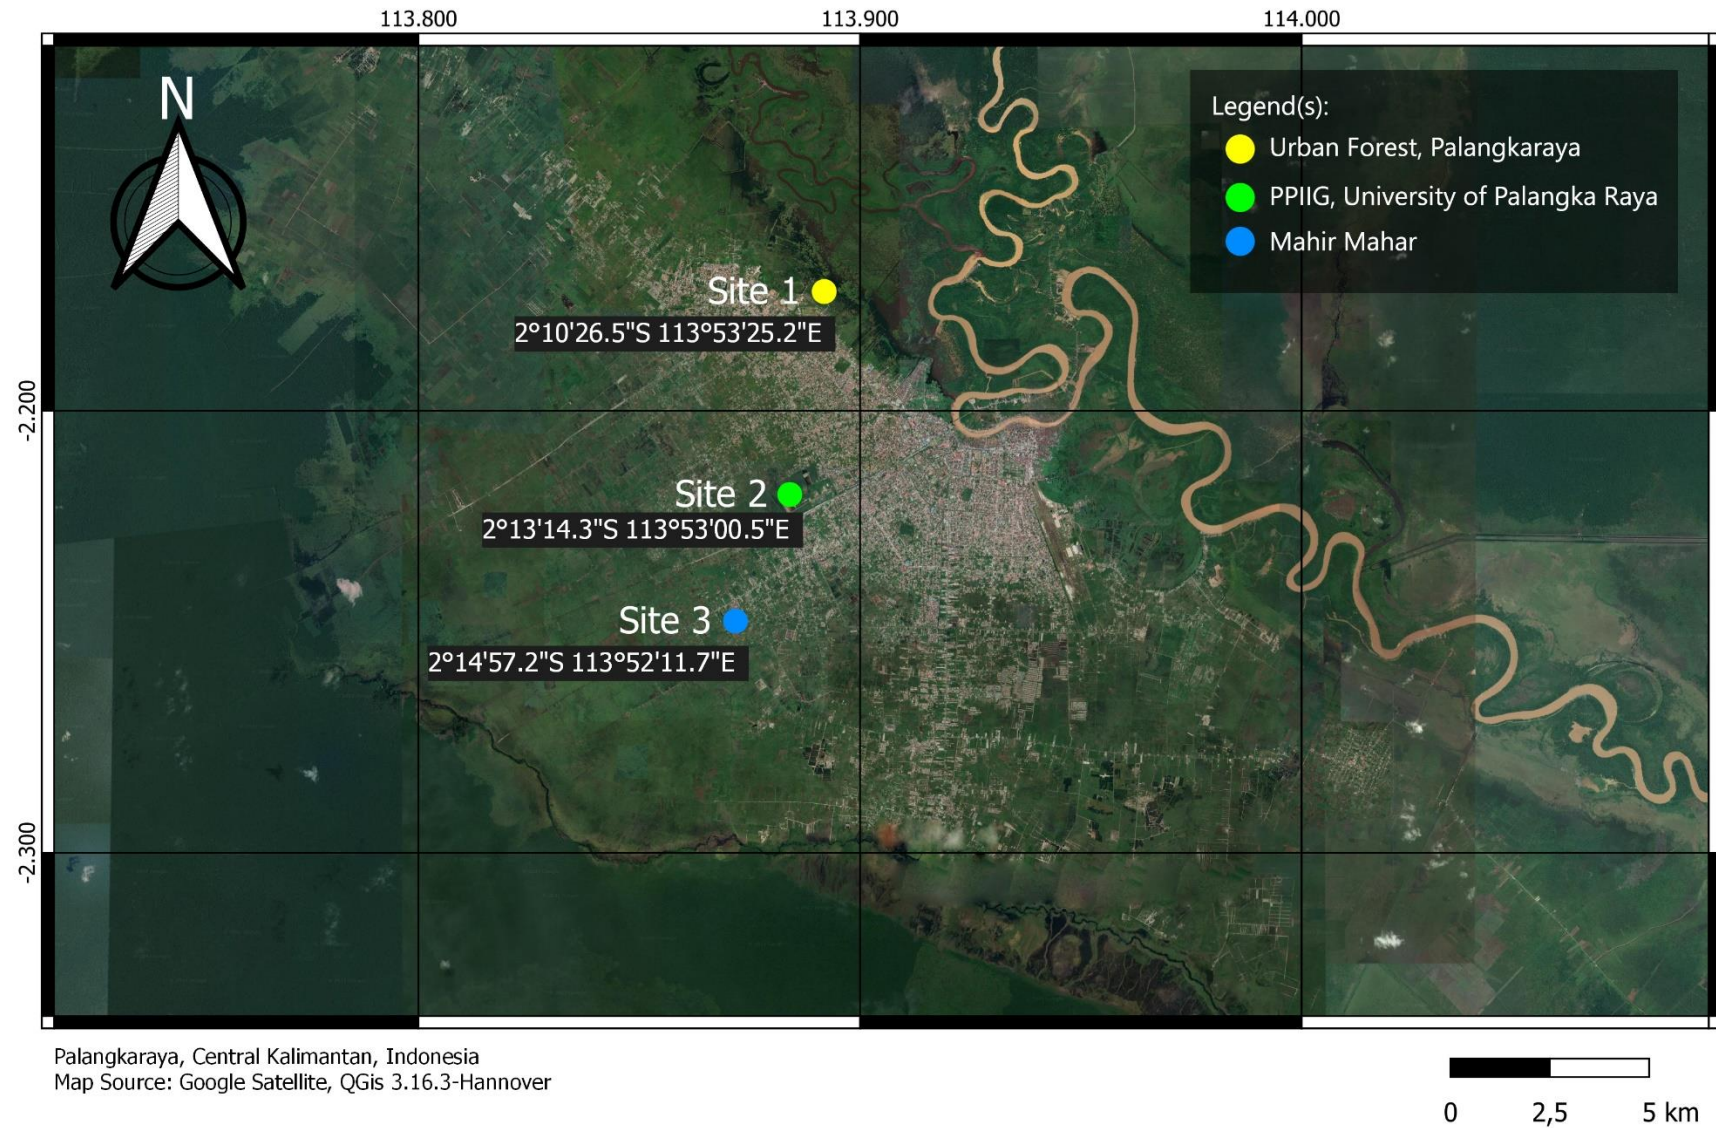 113.800
113.900
114.000
N
Legend(s):
Urban Forest, Palangkaraya
PPIIG, University of Palangka Raya
Mahir Mahar
Site 1
2°10'26.5"S 113°53'25.2"E
-2.200
Site 2
2°13'14.3"S 113°53'00.5"E
Site 3
2°14'57.2"S 113°52'11.7"E
-2.300
Palangkaraya, Central Kalimantan, Indonesia
Map Source: Google Satellite, QGis 3.16.3-Hannover
0 2,5 5 km